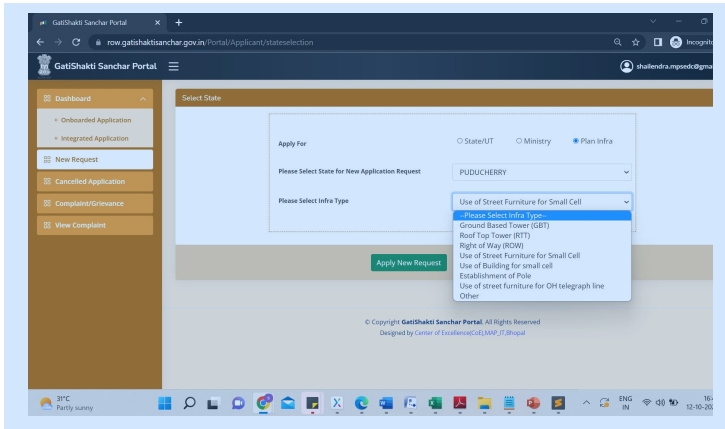 GatiShakti Sanchar Portal
row.gatishaktisanchar.gov.in/Portal/Applicant/stateselection
Incognito
GatiShakti Sanchar Portal
shailendra.mpsedc@gmai
Dashboard
Onboarded Application
Integrated Application
New Request
Cancelled Application
Complaint/Grievance
View Complaint
Select State
Apply For
State/UT
Ministry
Plan Infra
Please Select State for New Application Request
PUDUCHERRY
Please Select Infra Type
Use of Street Furniture for Small Cell
--Please Select Infra Type--
Ground Based Tower (GBT)
Roof Top Tower (RTT)
Right of Way (ROW)
Use of Street Furniture for Small Cell
Use of Building for small cell
Establishment of Pole
Use of street furniture for OH telegraph line
Other
Apply New Request
© Copyright GatiShakti Sanchar Portal. All Rights Reserved
Designed by Center of Excellence(CoE),MAP_IT,Bhopal
31°C
Partly sunny
ENG
IN
16:
12-10-202